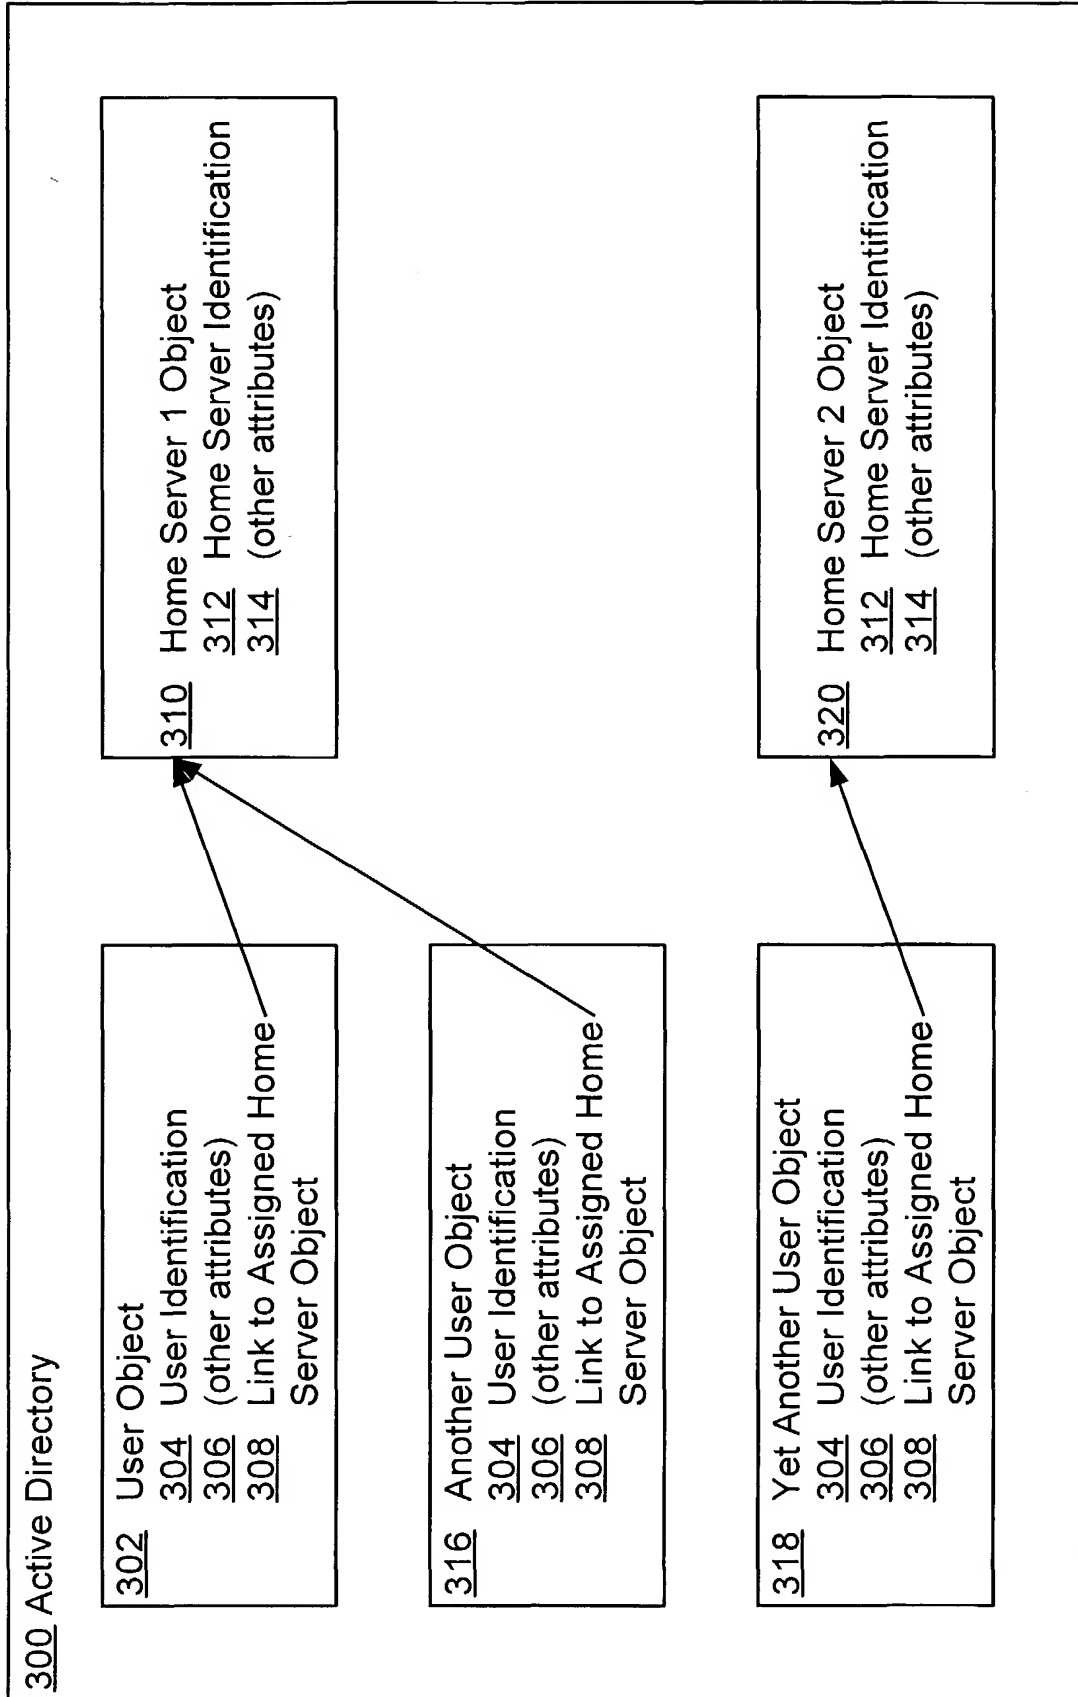 300 Active Directory
302 User Object
304 User Identification
306 (other attributes)
308 Link to Assigned Home
Server Object
310 Home Server 1 Object
312 Home Server Identification
314 (other attributes)
316 Another User Object
304 User Identification
306 (other attributes)
308 Link to Assigned Home
Server Object
318 Yet Another User Object
304 User Identification
306 (other attributes)
308 Link to Assigned Home
Server Object
320 Home Server 2 Object
312 Home Server Identification
314 (other attributes)